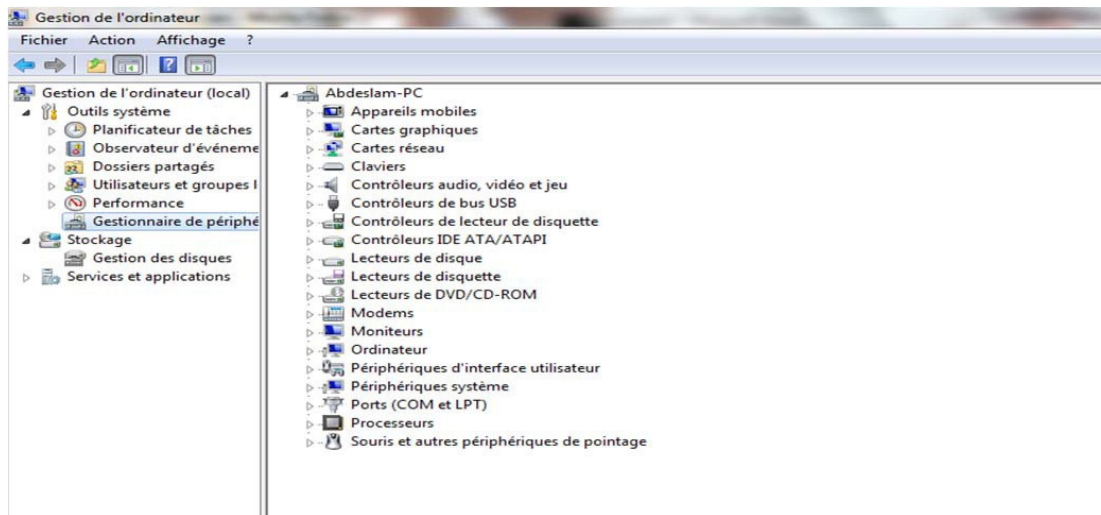 Gestion de l'ordinateur
Fichier Action Affichage ?
Gestion de l'ordinateur (local)
Outils système
Planificateur de tâches
Observateur d'événeme
Dossiers partagés
Utilisateurs et groupes l
Performance
Gestionnaire de périphé
Stockage
Gestion des disques
Services et applications
Abdeslam-PC
Appareils mobiles
Cartes graphiques
Cartes réseau
Claviers
Contrôleurs audio, vidéo et jeu
Contrôleurs de bus USB
Contrôleurs de lecteur de disquette
Contrôleurs IDE ATA/ATAPI
Lecteurs de disque
Lecteurs de disquette
Lecteurs de DVD/CD-ROM
Modems
Moniteurs
Ordinateur
Périphériques d'interface utilisateur
Périphériques système
Ports (COM et LPT)
Processeurs
Souris et autres périphériques de pointage